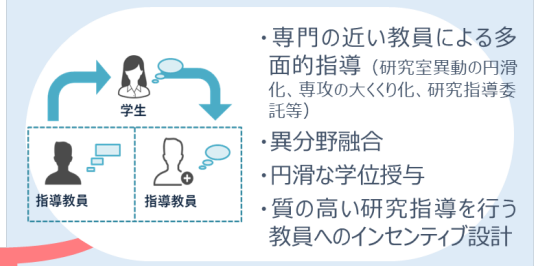 学生
指導教員
指導教員
・専門の近い教員による多
面的指導（研究室異動の円滑
化、専攻の大くくり化、研究指導委
託等）
・異分野融合
・円滑な学位授与
・質の高い研究指導を行う
教員へのインセンティブ設計